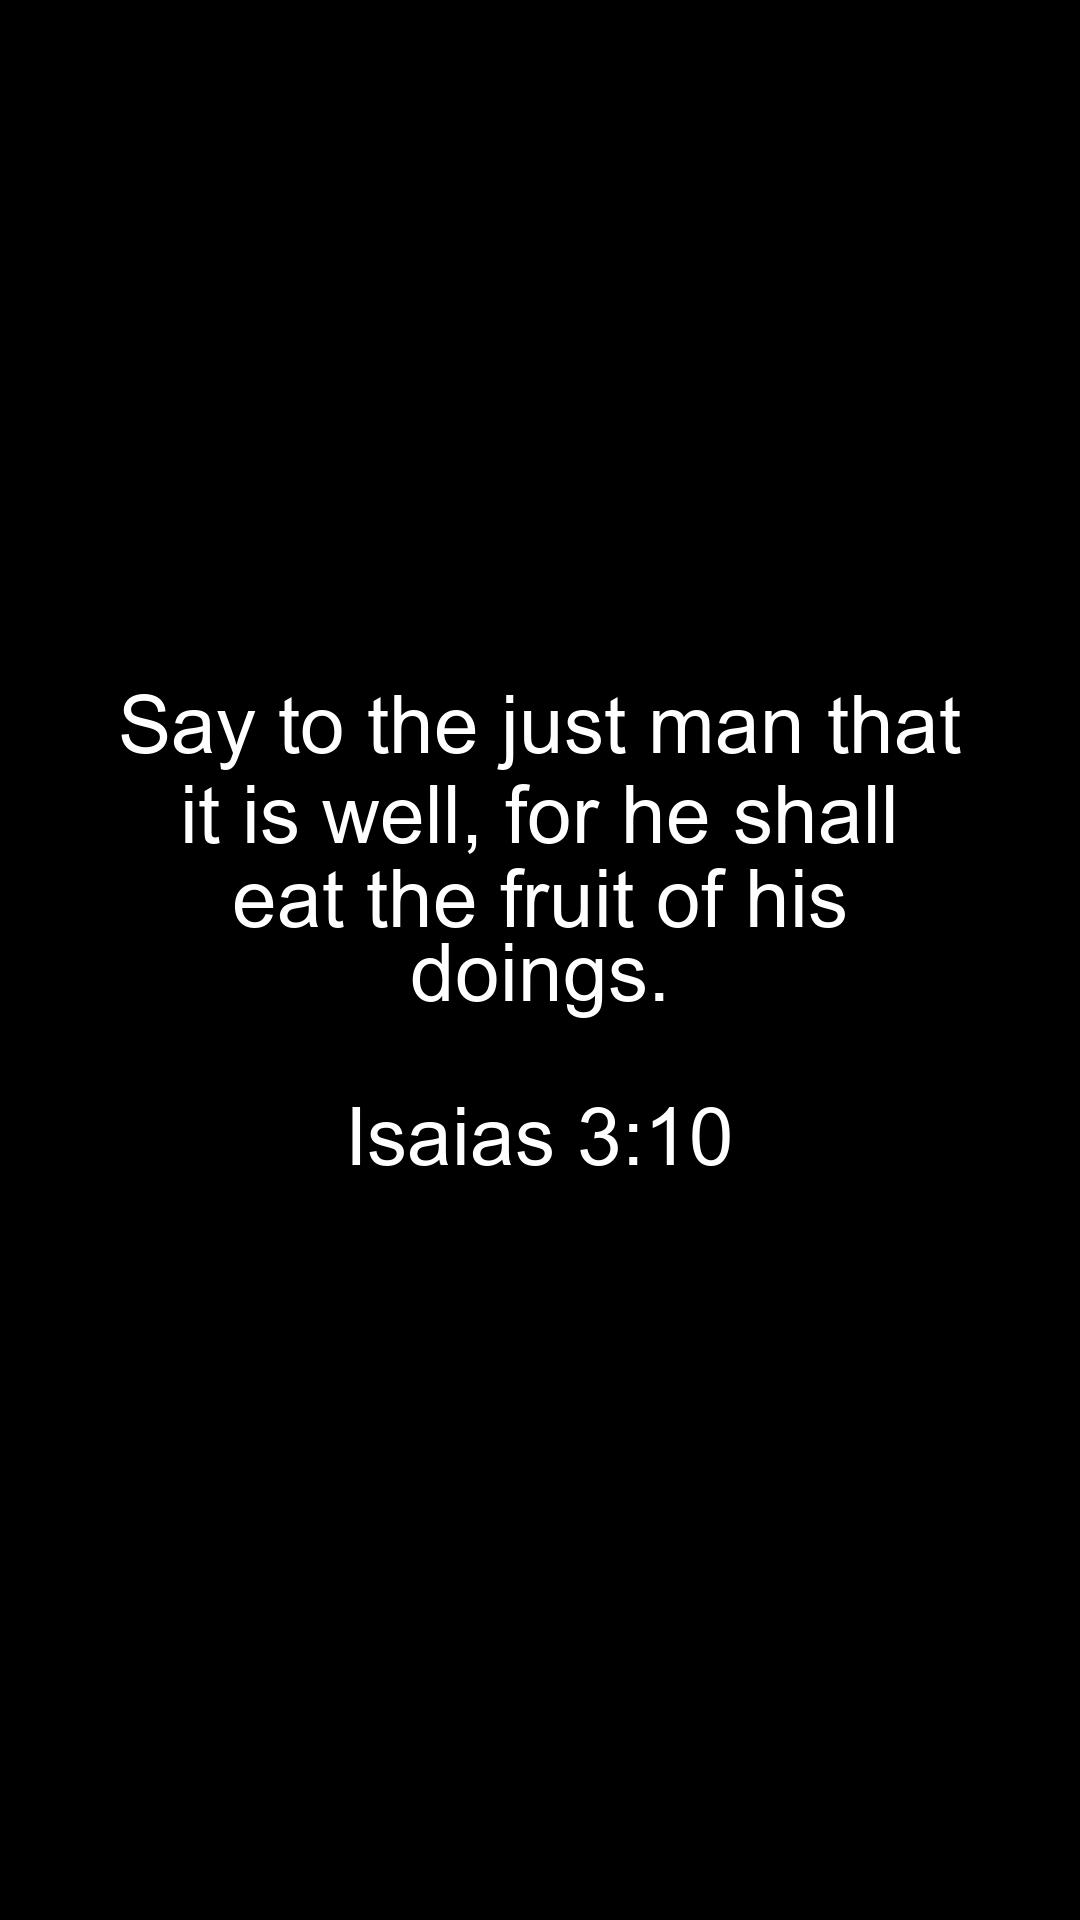 Say to the just man that
it is well, for he shall
eat the fruit of his
doings.
Isaias 3:10